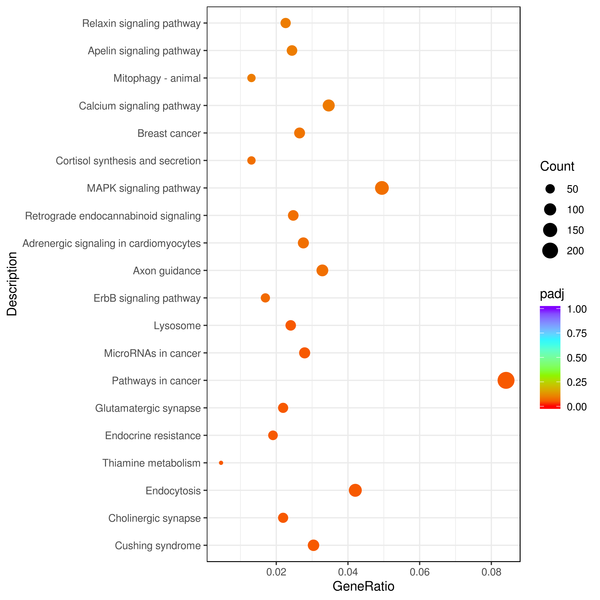 Relaxin signaling pathway
Apelin signaling pathway
Mitophagy - animal
Calcium signaling pathway
Breast cancer
Cortisol synthesis and secretion
MAPK signaling pathway
Retrograde endocannabinoid signaling
Adrenergic signaling in cardiomyocytes
Axon guidance
ErbB signaling pathway
Lysosome
MicroRNAs in cancer
Pathways in cancer
Glutamatergic synapse
Endocrine resistance
Thiamine metabolism
Endocytosis
Cholinergic synapse
Cushing syndrome
Description
0.02 0.04 0.06 0.08
GeneRatio
Count
50
100
150
200
padj
1.00
0.75
0.50
0.25
0.00